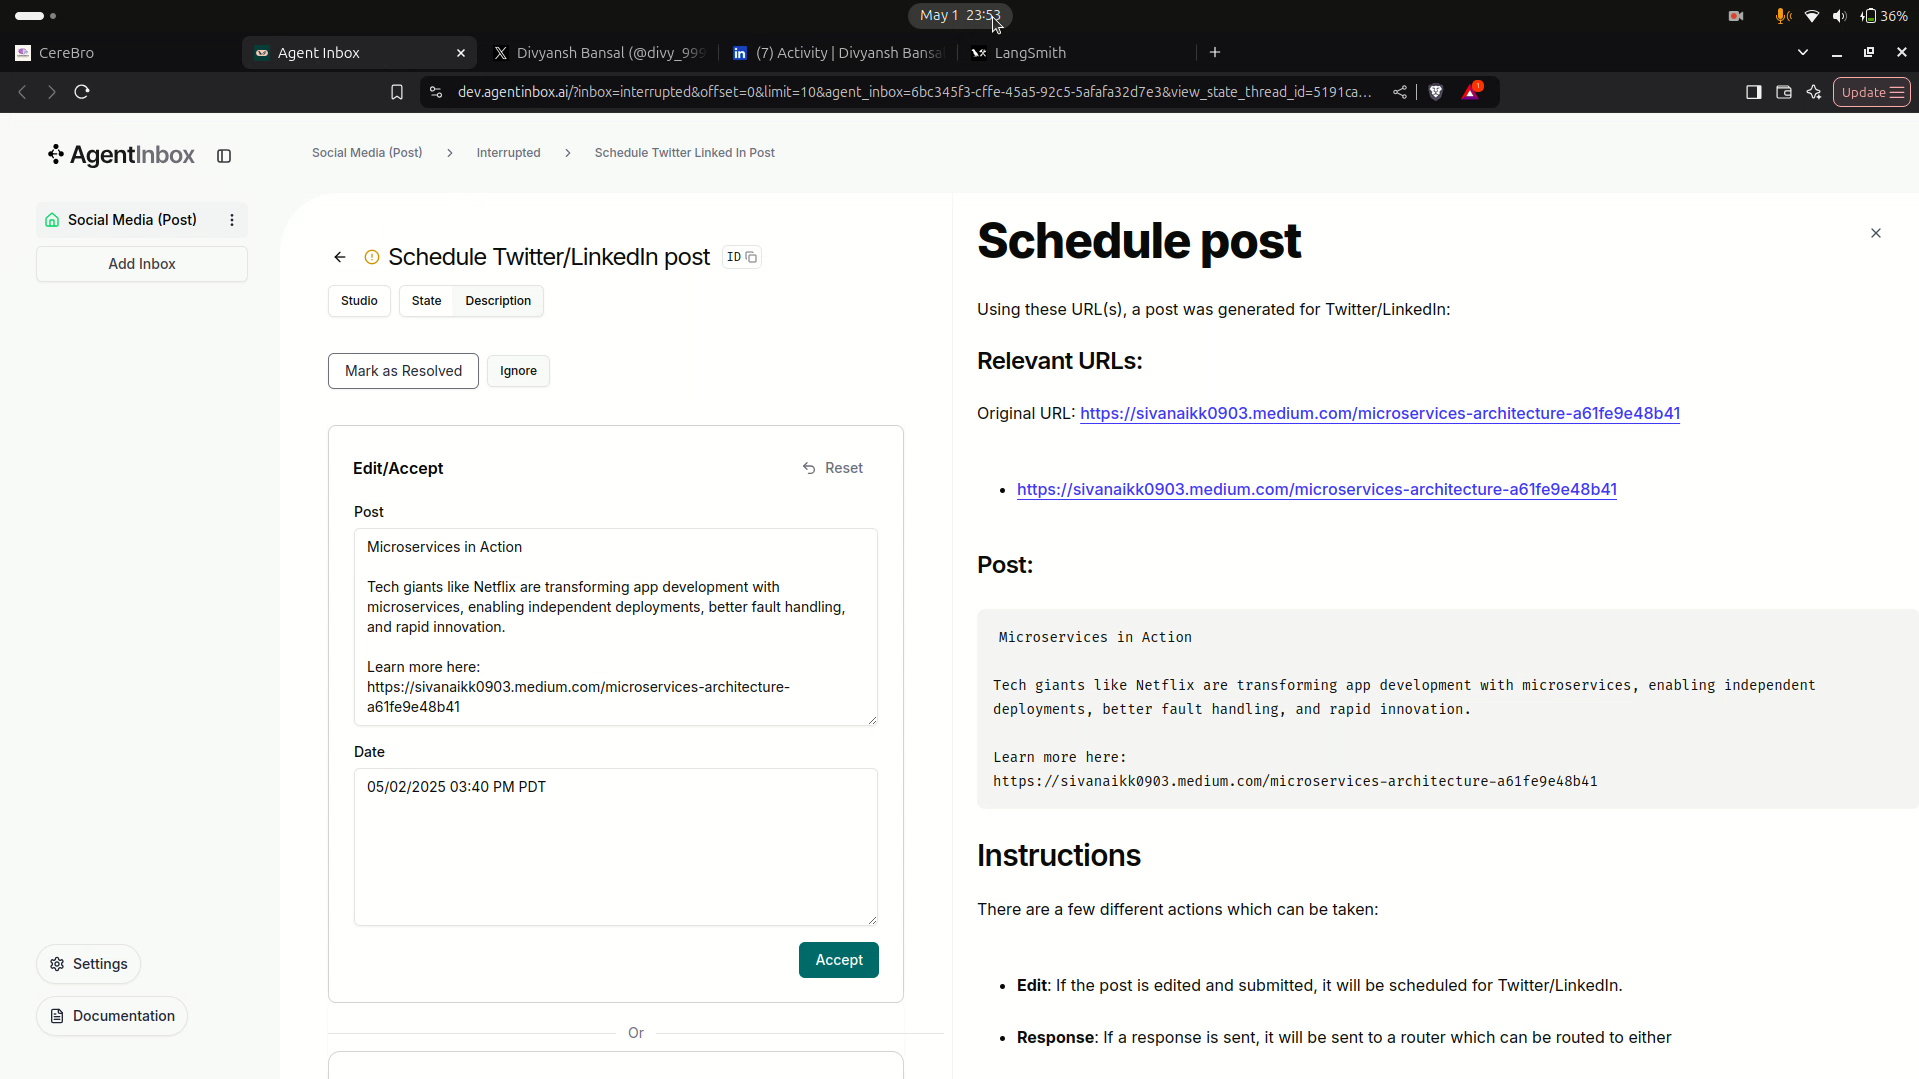 May 1 23:53
36%
CereBro
Agent Inbox
Divyansh Bansal (@divy_999
(7) Activity | Divyansh Bansal
LangSmith
dev.agentinbox.ai/?inbox=interrupted&offset=0&limit=10&agent_inbox=6bc345f3-cffe-45a5-92c5-5afafa32d7e3&view_state_thread_id=5191ca...
1
Update
AgentInbox
Social Media (Post)
Interrupted
Schedule Twitter Linked In Post
Social Media (Post)
Add Inbox
Settings
Documentation
Schedule Twitter/LinkedIn post
ID
Studio
State
Description
Mark as Resolved
Ignore
Edit/Accept
Reset
Post
Microservices in Action
Tech giants like Netflix are transforming app development with
microservices, enabling independent deployments, better fault handling,
and rapid innovation.
Learn more here:
https://sivanaikk0903.medium.com/microservices-architecture-
a61fe9e48b41
Date
05/02/2025 03:40 PM PDT
Accept
Or
Schedule post
Using these URL(s), a post was generated for Twitter/LinkedIn:
Relevant URLs:
Original URL: https://sivanaikk0903.medium.com/microservices-architecture-a61fe9e48b41
• https://sivanaikk0903.medium.com/microservices-architecture-a61fe9e48b41
Post:
Microservices in Action
Tech giants like Netflix are transforming app development with microservices, enabling independent
deployments, better fault handling, and rapid innovation.
Learn more here:
https://sivanaikk0903.medium.com/microservices-architecture-a61fe9e48b41
Instructions
There are a few different actions which can be taken:
• Edit: If the post is edited and submitted, it will be scheduled for Twitter/LinkedIn.
• Response: If a response is sent, it will be sent to a router which can be routed to either